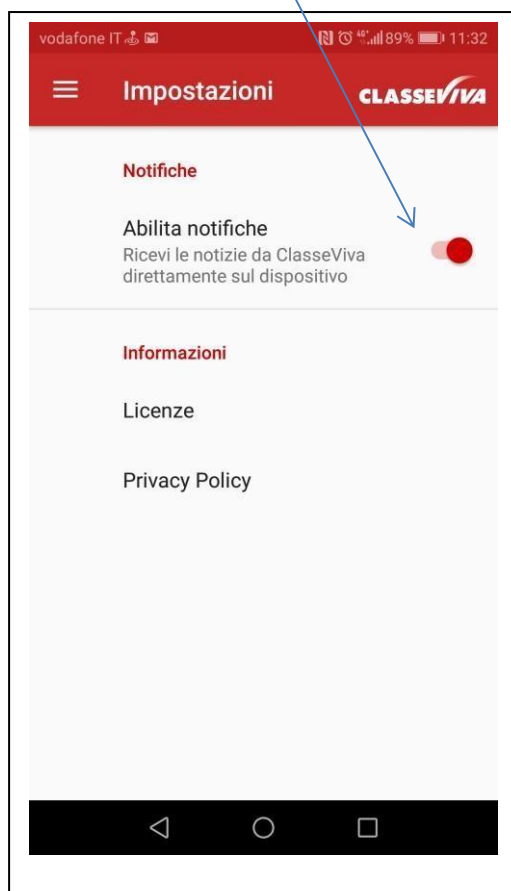 vodafone IT 89% 11:32
Impostazioni CLASSEVIVA
Notifiche
Abilita notifiche
Ricevi le notizie da ClasseViva
direttamente sul dispositivo
Informazioni
Licenze
Privacy Policy